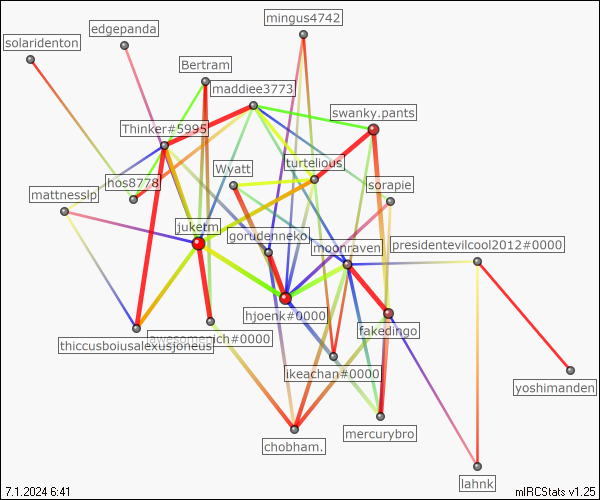 mingus4742
edgepanda
solaridenton
Bertram
maddiee3773
swanky.pants
Thinker#5995
turtelious
Wyatt
hos8778
sorapie
mattnesslp
juketm
gorudenneko
moonraven
presidentevilcool2012#0000
hjoenk#0000
fakedingo
awesomenich#0000
thiccusboiusalexusjoneus
ikeachan#0000
yoshimanden
mercurybro
chobham.
lahnk
7.1.2024 6:41
mIRCStats v1.25